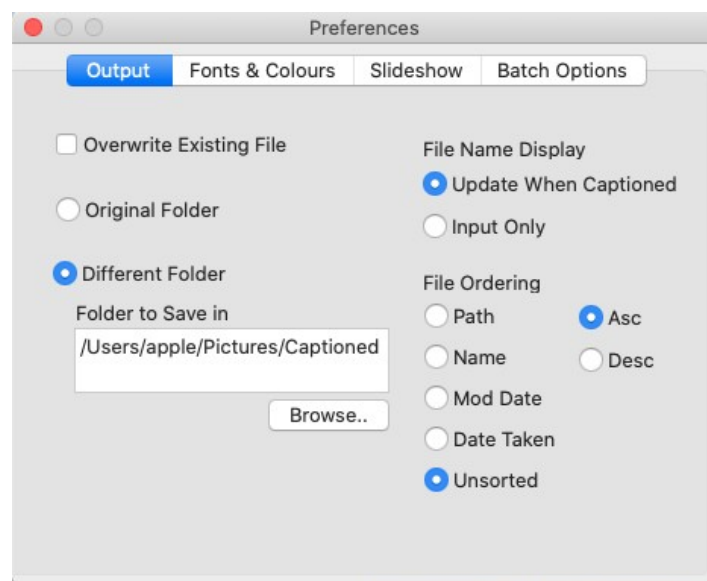 Preferences
Output Fonts & Colours Slideshow Batch Options
Overwrite Existing File
Original Folder
Different Folder
Folder to Save in
/Users/apple/Pictures/Captioned
Browse..
File Name Display
Update When Captioned
Input Only
File Ordering
Path Asc
Name Desc
Mod Date
Date Taken
Unsorted